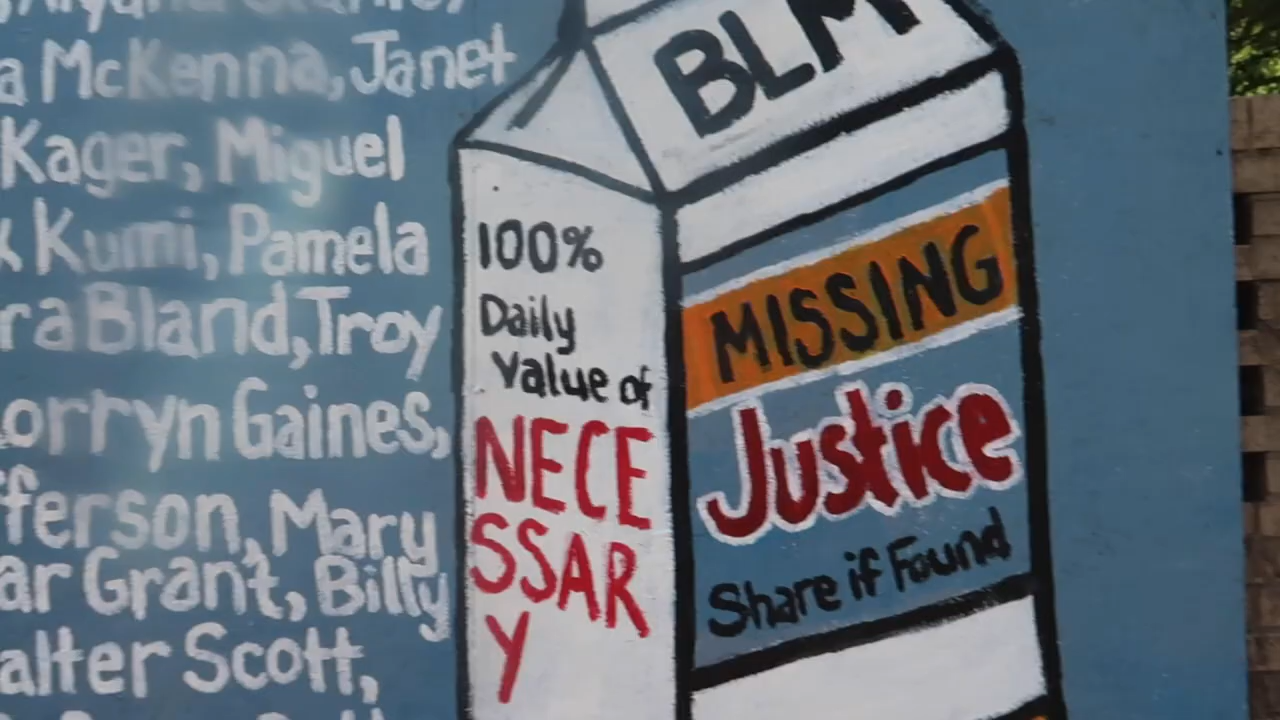 a McKenna, Janet
Kager, Miguel
Kumi, Pamela
ra Bland, Troy
orryn Gaines,
fferson, Mary
ar Grant, Billy
alter Scott,
BLM
100%
Daily
Value of
NECE
SSAR
Y
MISSING
Justice
Share if Found